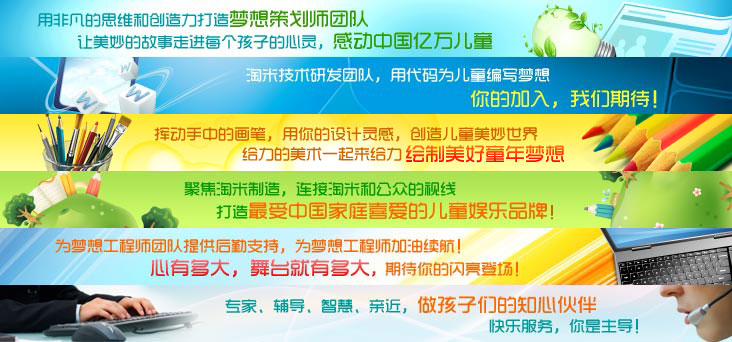 用非凡的思维和创造力打造梦想策划师团队
让美妙的故事走进每个孩子的心灵，感动中国亿万儿童
淘米技术研发团队，用代码为儿童编写梦想
你的加入，我们期待！
W W W
挥动手中的画笔，用你的设计灵感，创造儿童美妙世界
给力的美术一起来给力 绘制美好童年梦想
聚焦淘米制造，连接淘米和公众的视线
打造最受中国家庭喜爱的儿童娱乐品牌！
为梦想工程师团队提供后勤支持，为梦想工程师加油续航！
心有多大，舞台就有多大，期待你的闪亮登场！
专家、辅导、智慧、亲近，做孩子们的知心伙伴
快乐服务，你是主导！